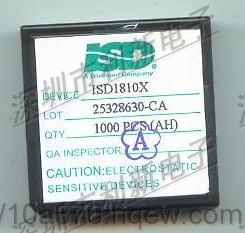 ISD
A Winbond Company
DEVICE ISD1810X
LOT 25328630-CA
QTY 1000 PCS(AH)
A
QA INSPECTOR
CAUTION:ELECTROSTATIC
SENSITIVE DEVICES